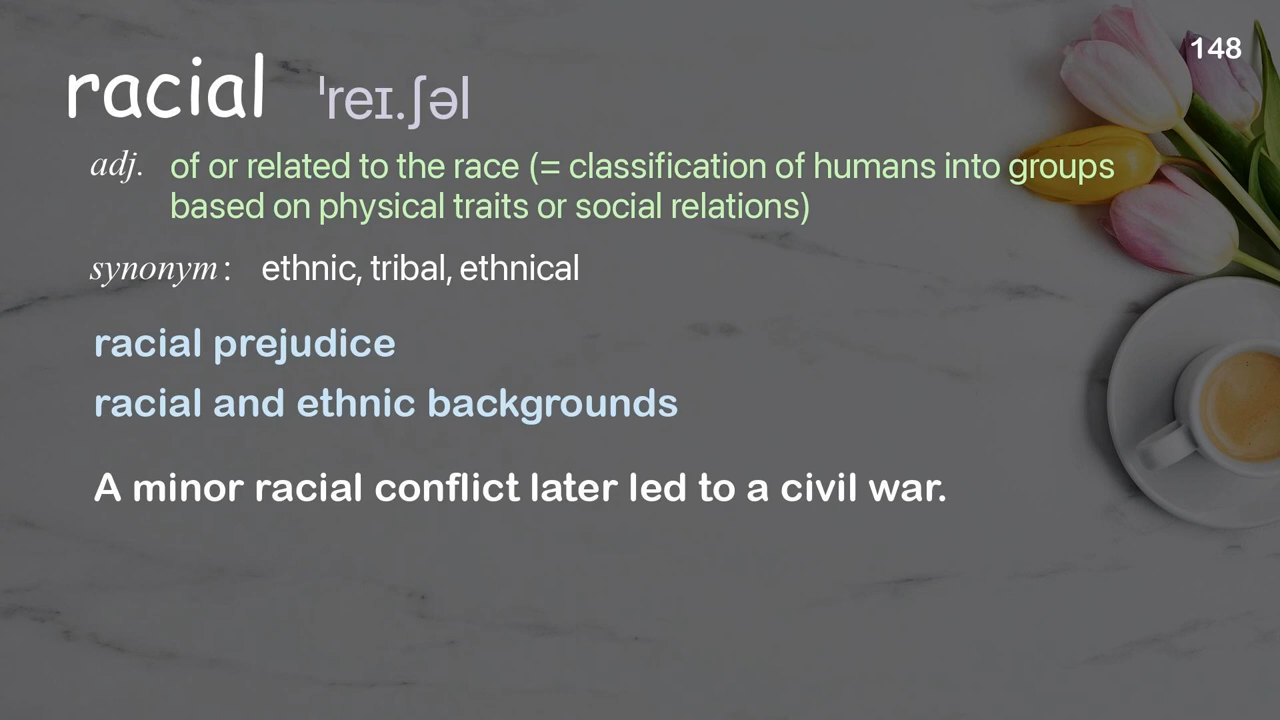 148
racial ˈreɪ.ʃəl
adj. of or related to the race (= classification of humans into groups
based on physical traits or social relations)
synonym: ethnic, tribal, ethnical
racial prejudice
racial and ethnic backgrounds
A minor racial conflict later led to a civil war.